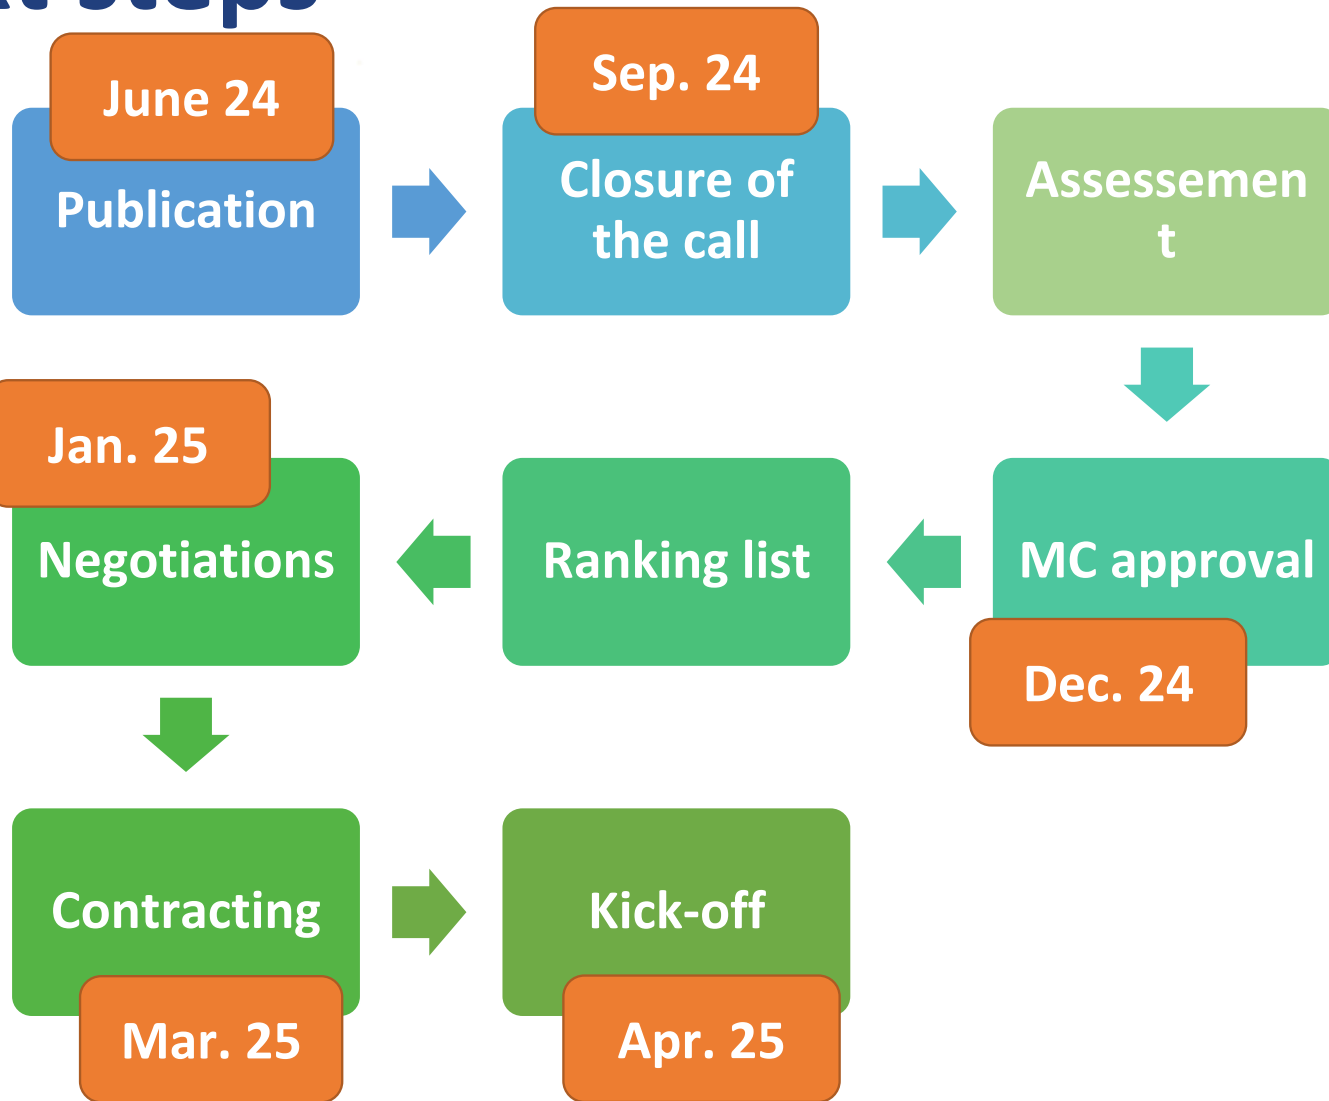 steps
June 24
Publication
Sep. 24
Closure of
the call
Assessemen
t
Jan. 25
Negotiations
Ranking list
MC approval
Dec. 24
Contracting
Mar. 25
Kick-off
Apr. 25